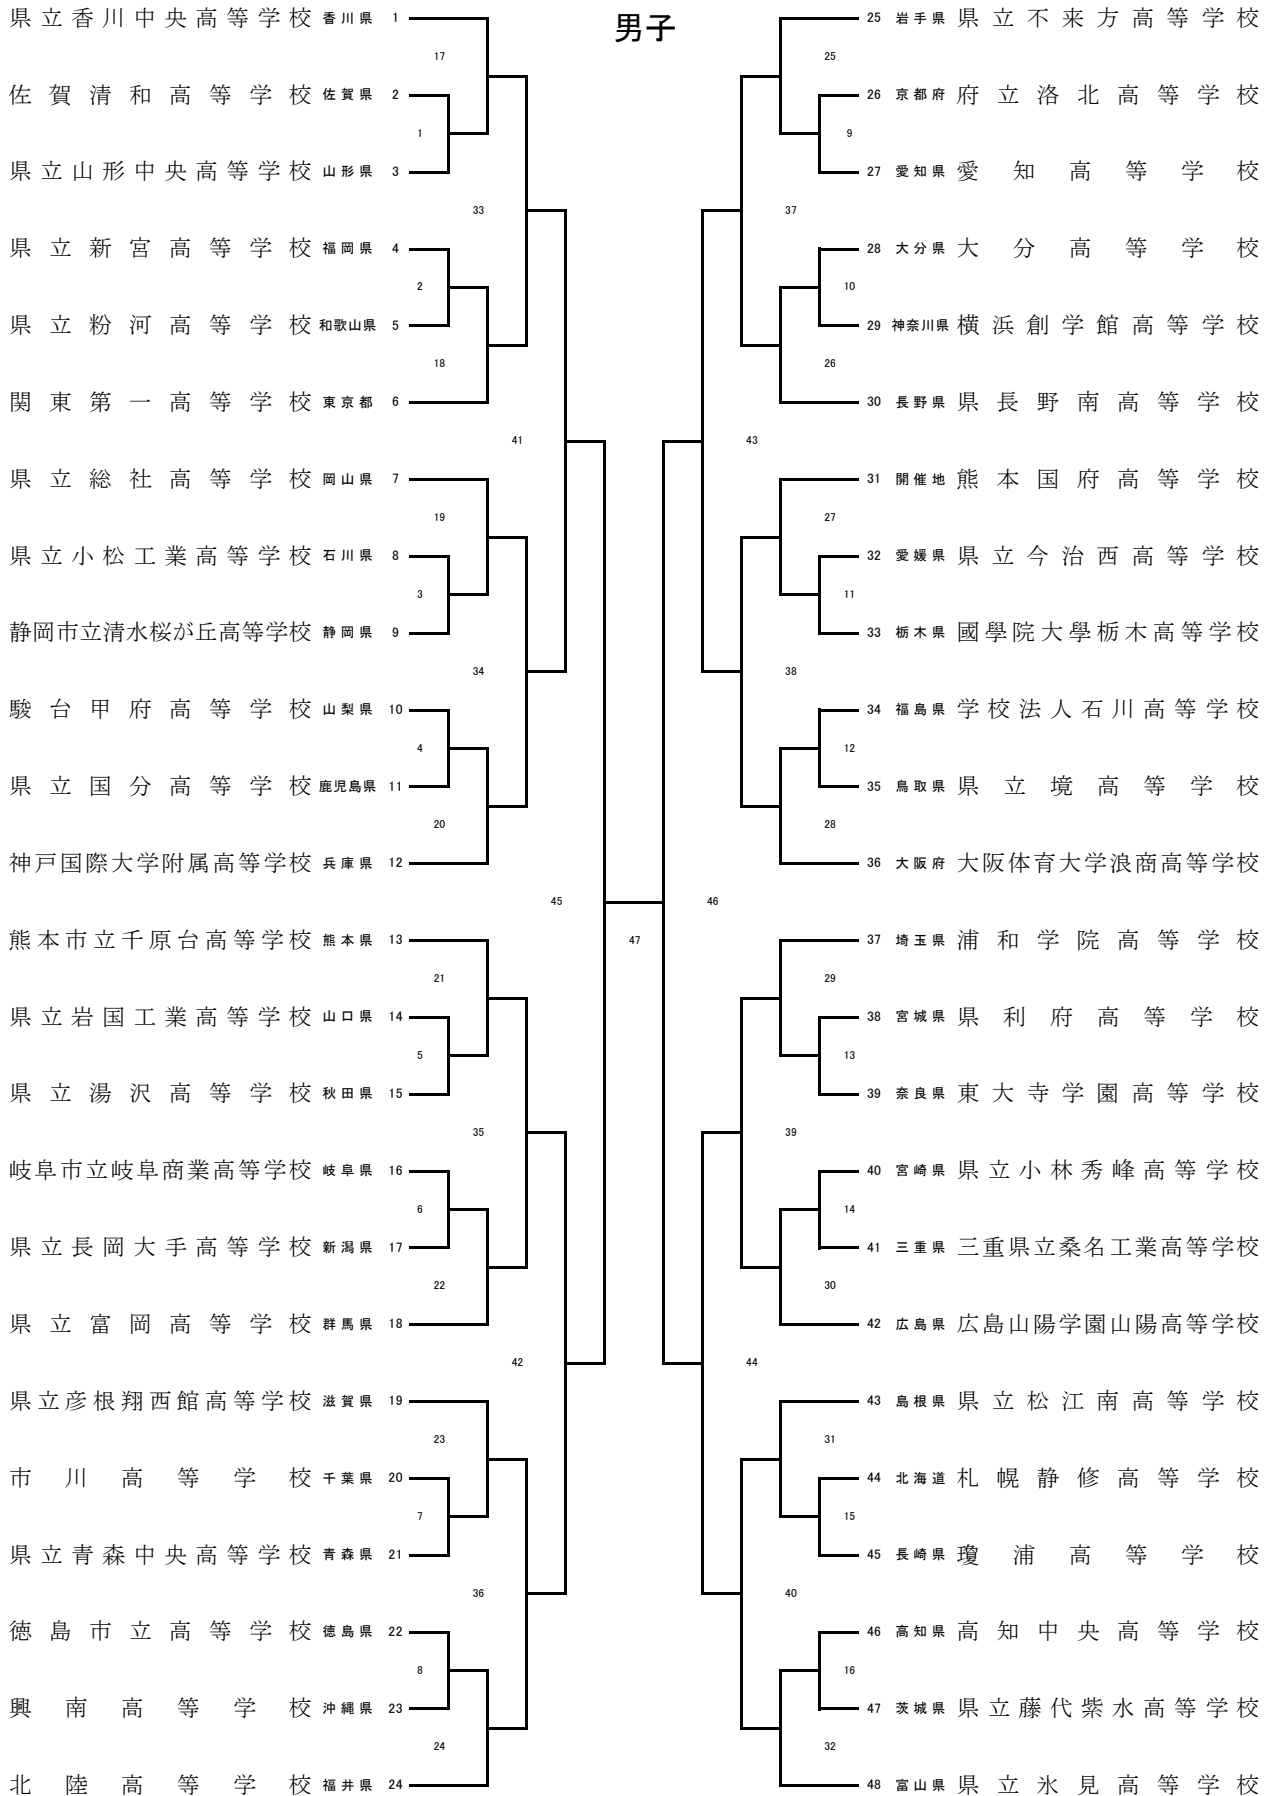 男子
県立香川中央高等学校 香川県 1
17
佐賀清和高等学校 佐賀県 2
1
県立山形中央高等学校 山形県 3
33
県立新宮高等学校 福岡県 4
2
県立粉河高等学校 和歌山県 5
18
関東第一高等学校 東京都 6
41
県立総社高等学校 岡山県 7
19
県立小松工業高等学校 石川県 8
3
静岡市立清水桜が丘高等学校 静岡県 9
34
駿台甲府高等学校 山梨県 10
4
県立国分高等学校 鹿児島県 11
20
神戸国際大学附属高等学校 兵庫県 12
45
熊本市立千原台高等学校 熊本県 13
21
県立岩国工業高等学校 山口県 14
5
県立湯沢高等学校 秋田県 15
35
岐阜市立岐阜商業高等学校 岐阜県 16
6
県立長岡大手高等学校 新潟県 17
22
県立富岡高等学校 群馬県 18
42
県立彦根翔西館高等学校 滋賀県 19
23
市川高等学校 千葉県 20
7
県立青森中央高等学校 青森県 21
36
徳島市立高等学校 徳島県 22
8
興南高等学校 沖縄県 23
24
北陸高等学校 福井県 24
47
25 岩手県 県立不来方高等学校
25
26 京都府 府立洛北高等学校
9
27 愛知県 愛知高等学校
37
28 大分県 大分高等学校
10
29 神奈川県 横浜創学館高等学校
26
30 長野県 県長野南高等学校
43
31 開催地 熊本国府高等学校
27
32 愛媛県 県立今治西高等学校
11
33 栃木県 國學院大學栃木高等学校
38
34 福島県 学校法人石川高等学校
12
35 鳥取県 県立境高等学校
28
36 大阪府 大阪体育大学浪商高等学校
46
37 埼玉県 浦和学院高等学校
29
38 宮城県 県利府高等学校
13
39 奈良県 東大寺学園高等学校
39
40 宮崎県 県立小林秀峰高等学校
14
41 三重県 三重県立桑名工業高等学校
30
42 広島県 広島山陽学園山陽高等学校
44
43 島根県 県立松江南高等学校
31
44 北海道 札幌静修高等学校
15
45 長崎県 瓊浦高等学校
40
46 高知県 高知中央高等学校
16
47 茨城県 県立藤代紫水高等学校
32
48 富山県 県立氷見高等学校